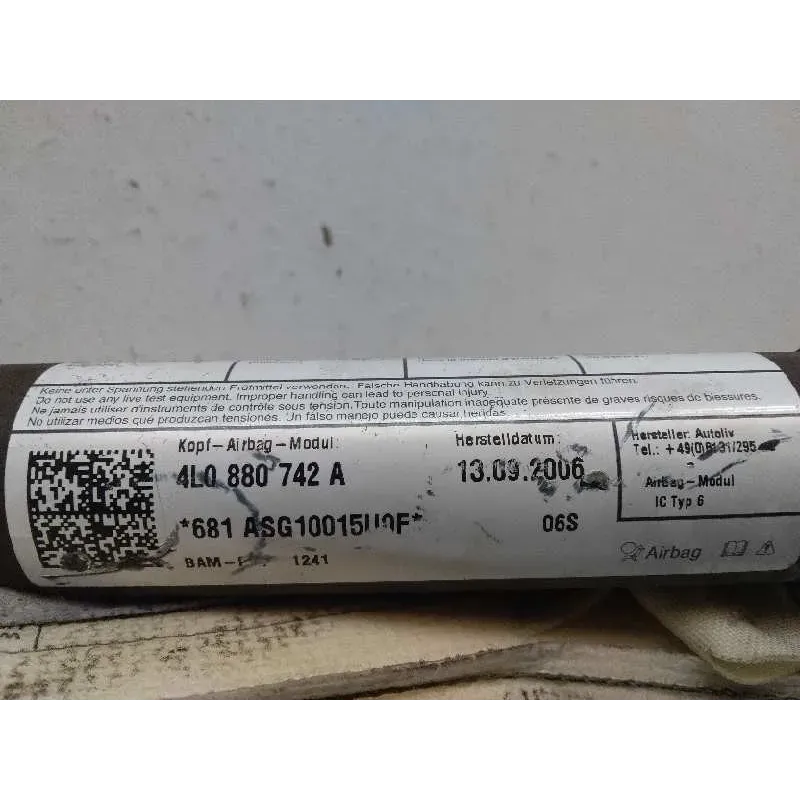 Keine unter Spannung stehenden Prüfmittel verwenden. Falsche Handhabung kann zu Verletzungen führen.
Do not use any live test equipment. Improper handling can lead to personal injury.
Ne jamais utiliser d'instruments de contrôle sous tension. Toute manipulation inadéquate présente de graves risques de blessures.
No utilizar medios que produzcan tensiones. Un falso manejo puede causar heridas.
Kopf-Airbag-Modul:
4L0 880 742 A
Herstelldatum:
13.09.2006
*681 ASG10015
06S
1241
Hersteller: Autoliv
Tel.: +49(0)8131/295
Airbag-Modul
IC Typ 6
Airbag